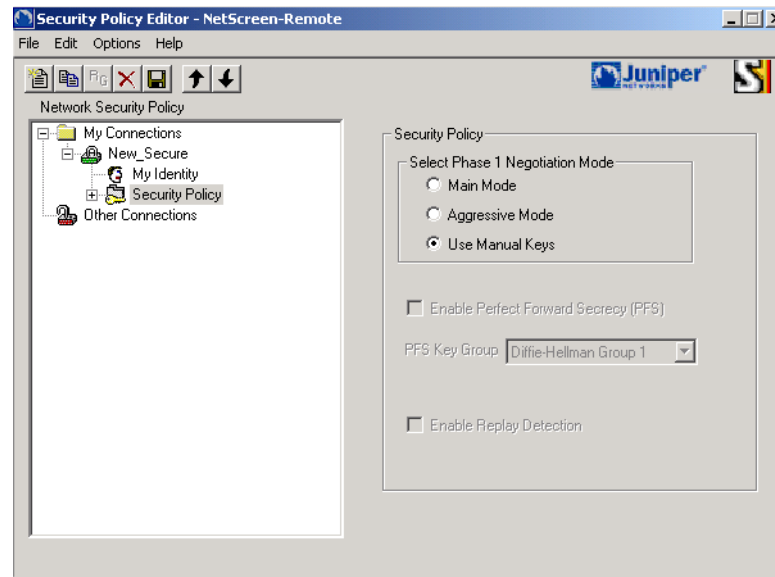 Security Policy Editor - NetScreen-Remote
File Edit Options Help
Juniper
NETWORKS
Network Security Policy
My Connections
New_Secure
My Identity
Security Policy
Other Connections
Security Policy
Select Phase 1 Negotiation Mode
Main Mode
Aggressive Mode
Use Manual Keys
Enable Perfect Forward Secrecy (PFS)
PFS Key Group Diffie-Hellman Group 1
Enable Replay Detection